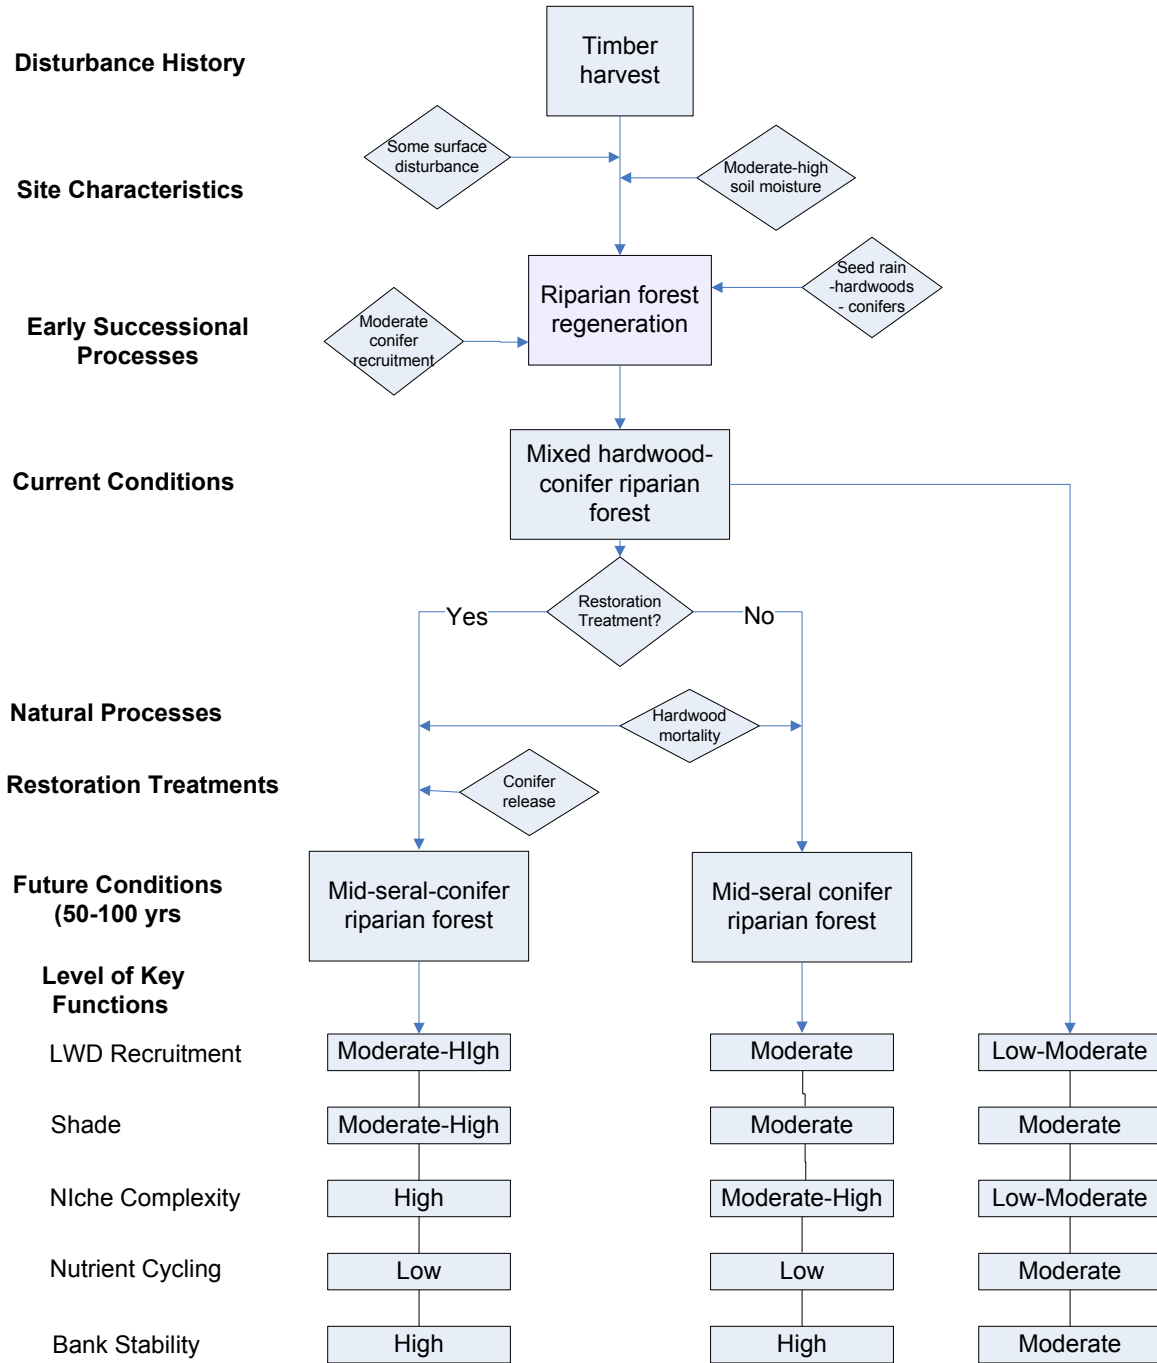 Timber
harvest
Disturbance History
Some surface
disturbance
Moderate-high
soil moisture
Site Characteristics
Seed rain
-hardwoods
- conifers
Riparian forest
regeneration
Early Successional
Processes
Moderate
conifer
recruitment
Mixed hardwood-
conifer riparian
forest
Current Conditions
Restoration
Treatment?
Yes
No
Natural Processes
Hardwood
mortality
Restoration Treatments
Conifer
release
Future Conditions
(50-100 yrs
Mid-seral-conifer
riparian forest
Mid-seral conifer
riparian forest
Level of Key
Functions
LWD Recruitment
Moderate-HIgh
Moderate
Low-Moderate
Shade
Moderate-High
Moderate
Moderate
NIche Complexity
High
Moderate-High
Low-Moderate
Nutrient Cycling
Low
Low
Moderate
Bank Stability
High
High
Moderate